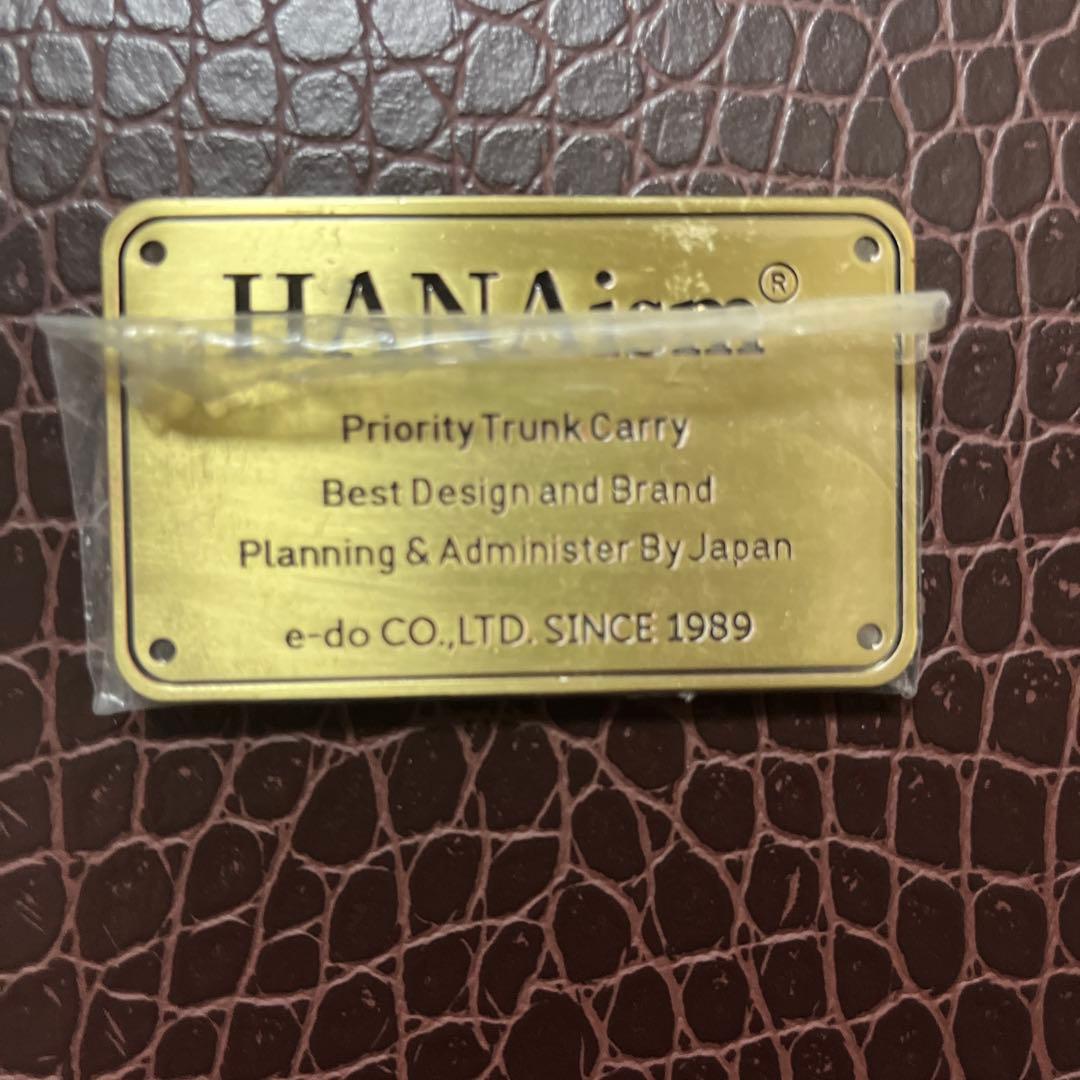 HANAism®
Priority Trunk Carry
Best Design and Brand
Planning & Administer By Japan
e-do CO.,LTD. SINCE 1989